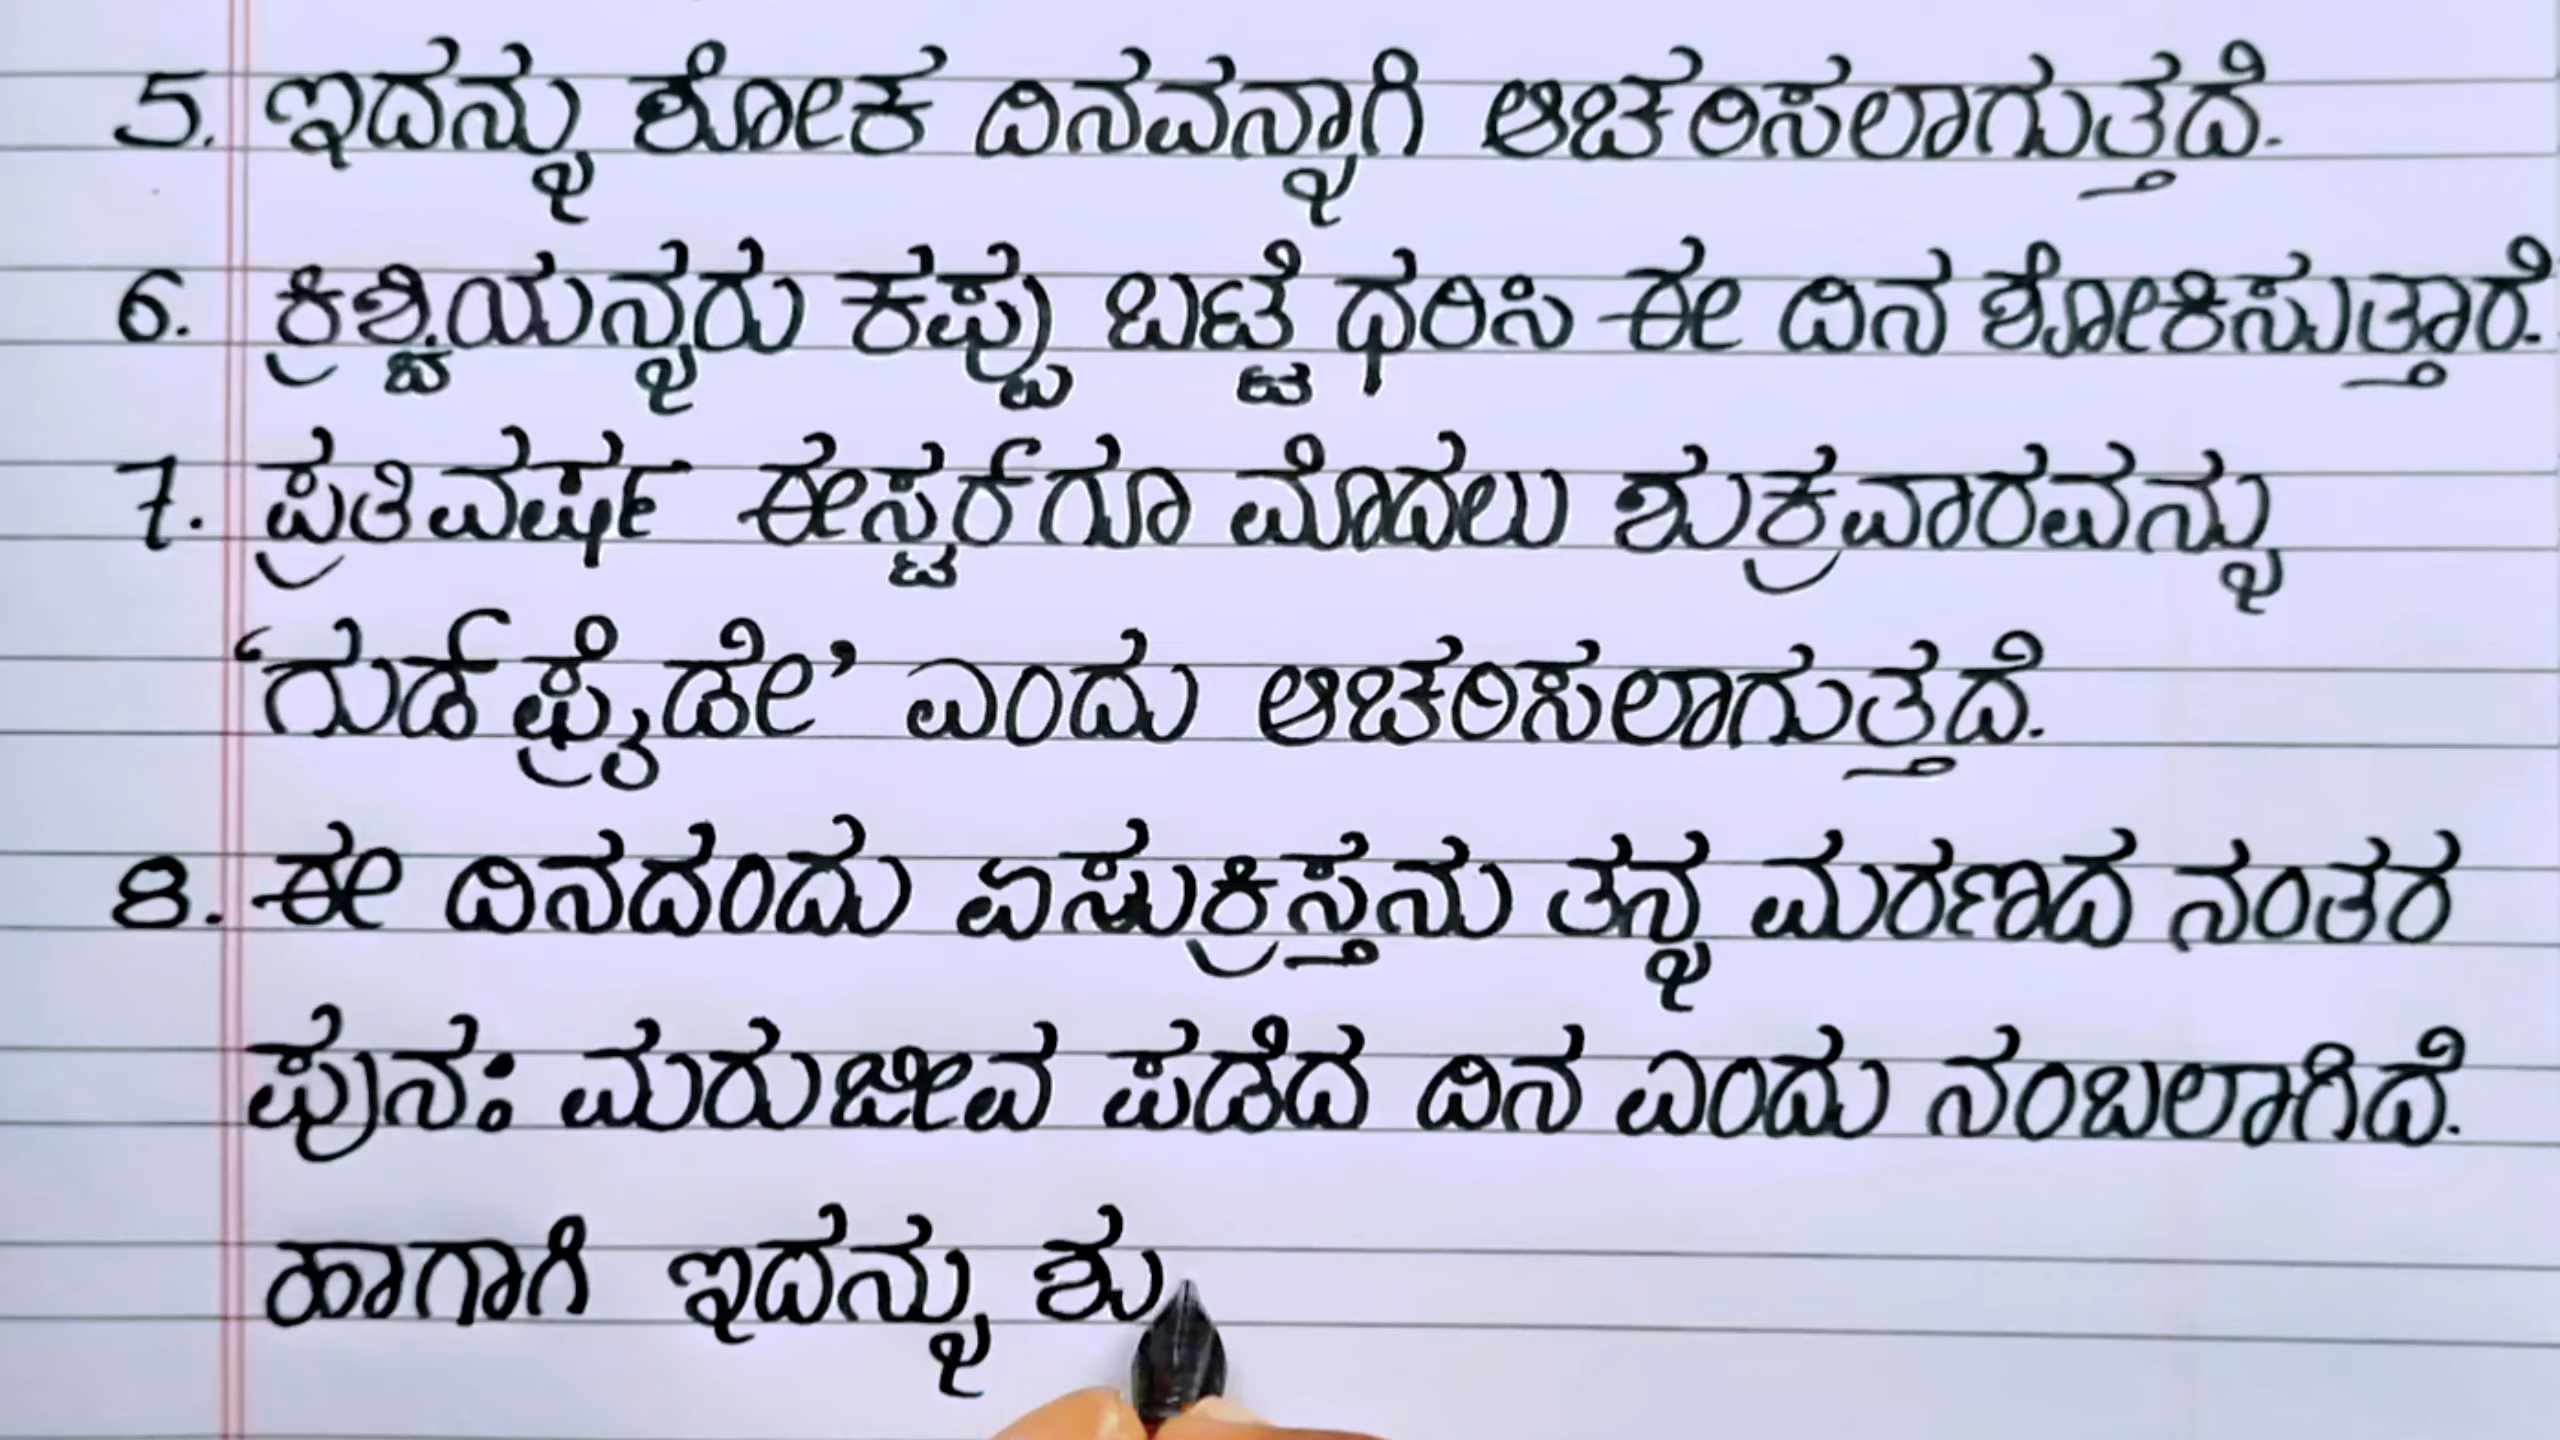 5. ಇದನ್ನು ಶೋಕ ದಿನವನ್ನಾಗಿ ಆಚರಿಸಲಾಗುತ್ತದೆ.
6. ಕ್ರಿಶ್ಚಿಯನ್ನರು ಕಪ್ಪು ಬಟ್ಟೆ ಧರಿಸಿ ಈ ದಿನ ಶೋಕಿಸುತ್ತಾರೆ.
7. ಪ್ರತಿವರ್ಷ ಈಸ್ಟರ್‌ಗೂ ಮೊದಲು ಶುಕ್ರವಾರವನ್ನು
‘ಗುಡ್ ಫ್ರೈಡೇ’ ಎಂದು ಆಚರಿಸಲಾಗುತ್ತದೆ.
8. ಈ ದಿನದಂದು ಏಸುಕ್ರಿಸ್ತನು ತನ್ನ ಮರಣದ ನಂತರ
ಪುನಃ ಮರುಜೀವ ಪಡೆದ ದಿನ ಎಂದು ನಂಬಲಾಗಿದೆ.
ಹಾಗಾಗಿ ಇದನ್ನು ಶು